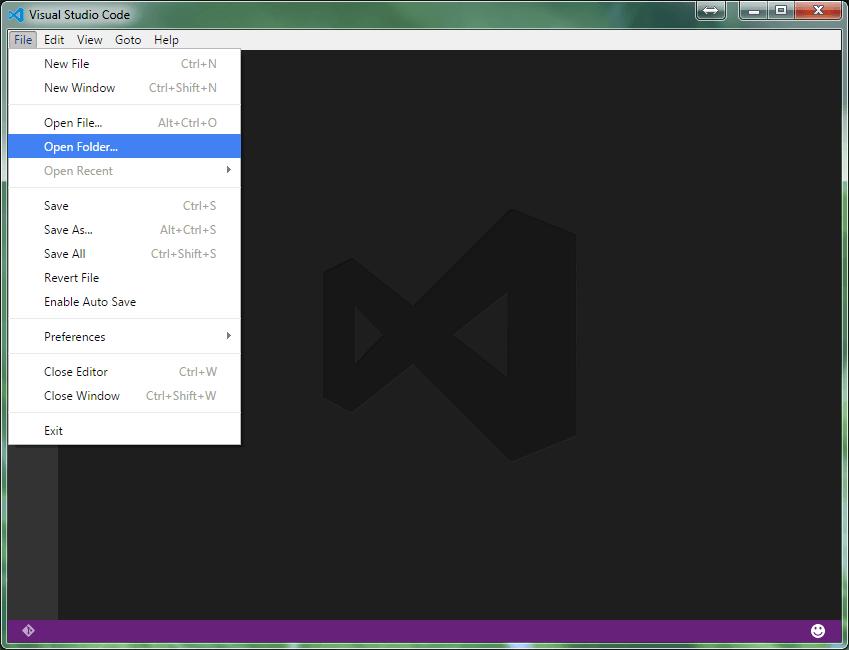 Visual Studio Code
File Edit View Goto Help
New File Ctrl+N
New Window Ctrl+Shift+N
Open File... Alt+Ctrl+O
Open Folder...
Open Recent
Save Ctrl+S
Save As... Alt+Ctrl+S
Save All Ctrl+Shift+S
Revert File
Enable Auto Save
Preferences
Close Editor Ctrl+W
Close Window Ctrl+Shift+W
Exit